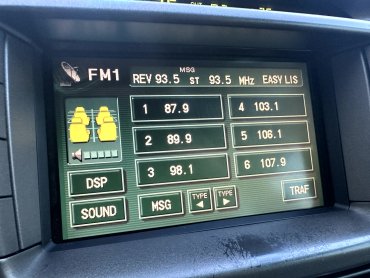 MSG
FM1 REV 93.5 ST 93.5 MHz EASY LIS
1 87.9
4 103.1
2 89.9
5 106.1
3 98.1
6 107.9
DSP
SOUND
MSG
TYPE
TYPE
TRAF